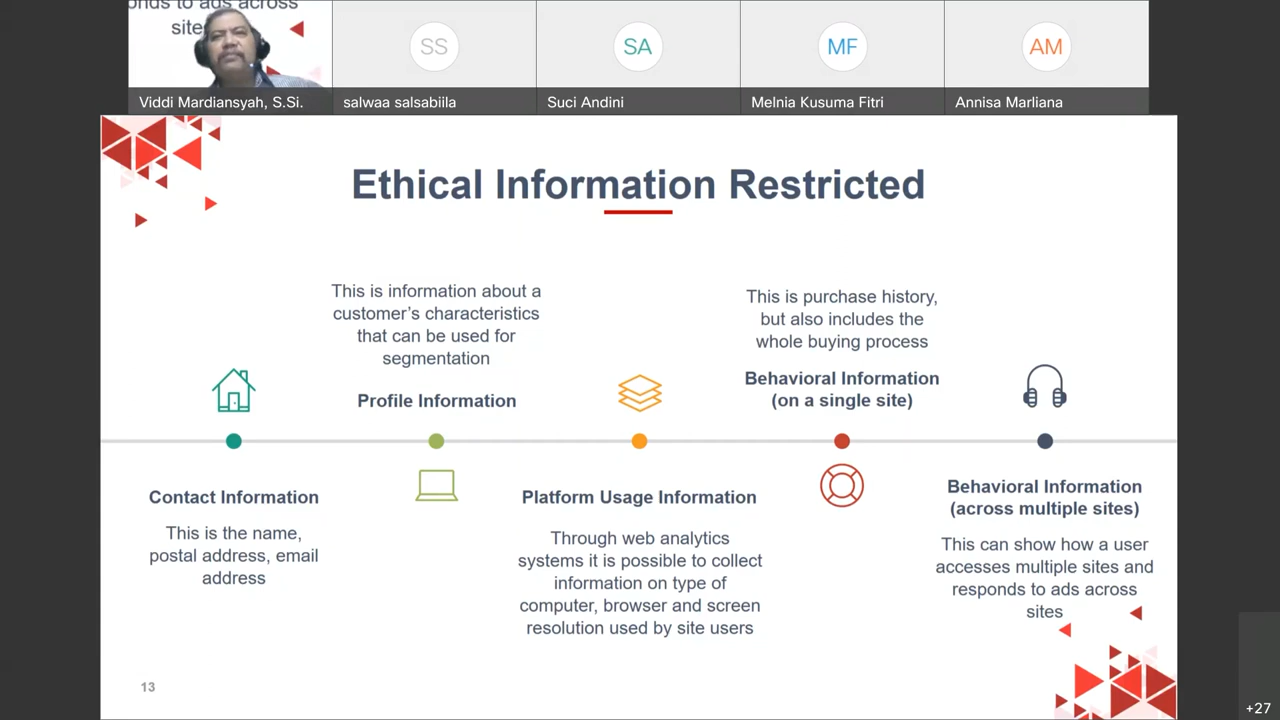 onds to ads across
site
SS
SA
MF
AM
Viddi Mardiansyah, S.Si.
salwaa salsabiila
Suci Andini
Melnia Kusuma Fitri
Annisa Marliana
Ethical Information Restricted
This is information about a
customer's characteristics
that can be used for
segmentation
Profile Information
This is purchase history,
but also includes the
whole buying process
Behavioral Information
(on a single site)
Contact Information
This is the name,
postal address, email
address
Platform Usage Information
Through web analytics
systems it is possible to collect
information on type of
computer, browser and screen
resolution used by site users
Behavioral Information
(across multiple sites)
This can show how a user
accesses multiple sites and
responds to ads across
sites
13
+27